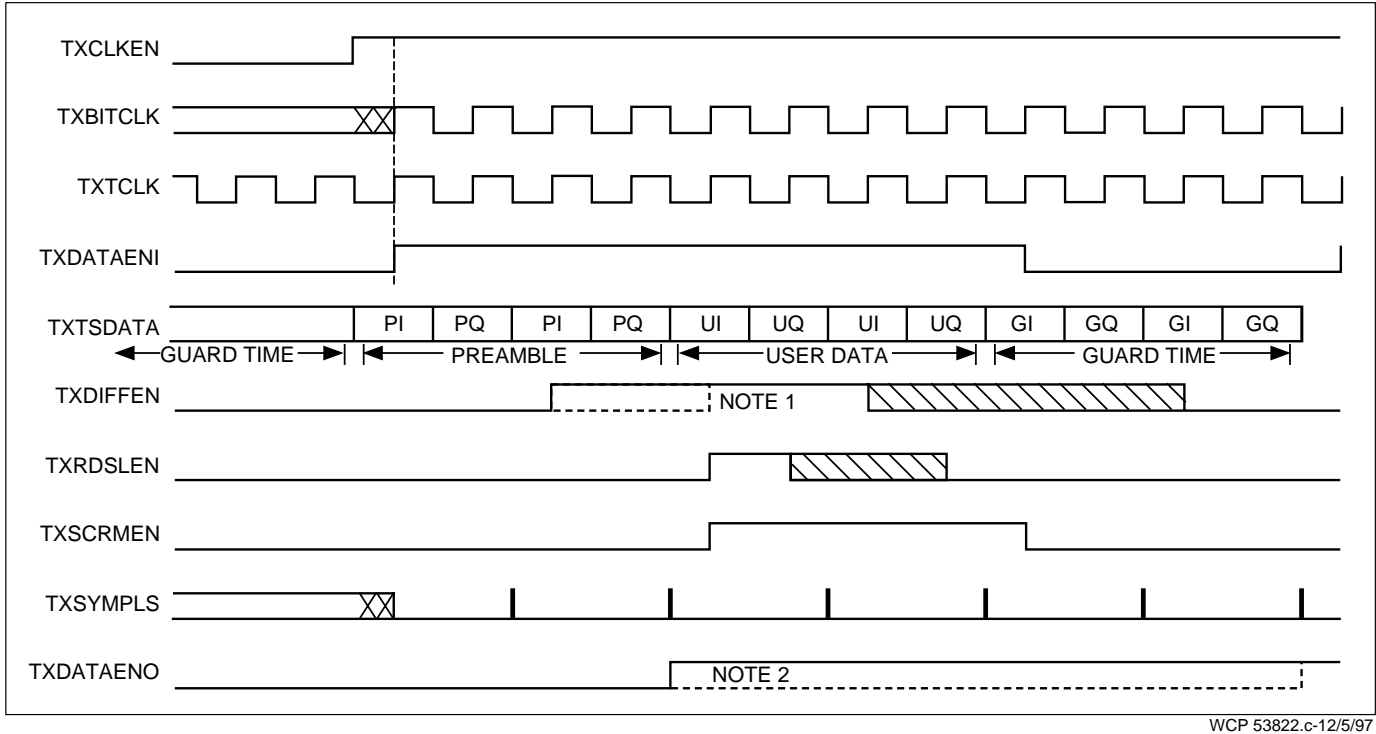 TXCLKEN
TXBITCLK
TXTCLK
TXDATAENI
TXTSDATA PI PQ PI PQ UI UQ UI UQ GI GQ GI GQ
GUARD TIME PREAMBLE USER DATA GUARD TIME
TXDIFFEN NOTE 1
TXRDSLEN
TXSCRMEN
TXSYMPLS
TXDATAENO NOTE 2
WCP 53822.c-12/5/97